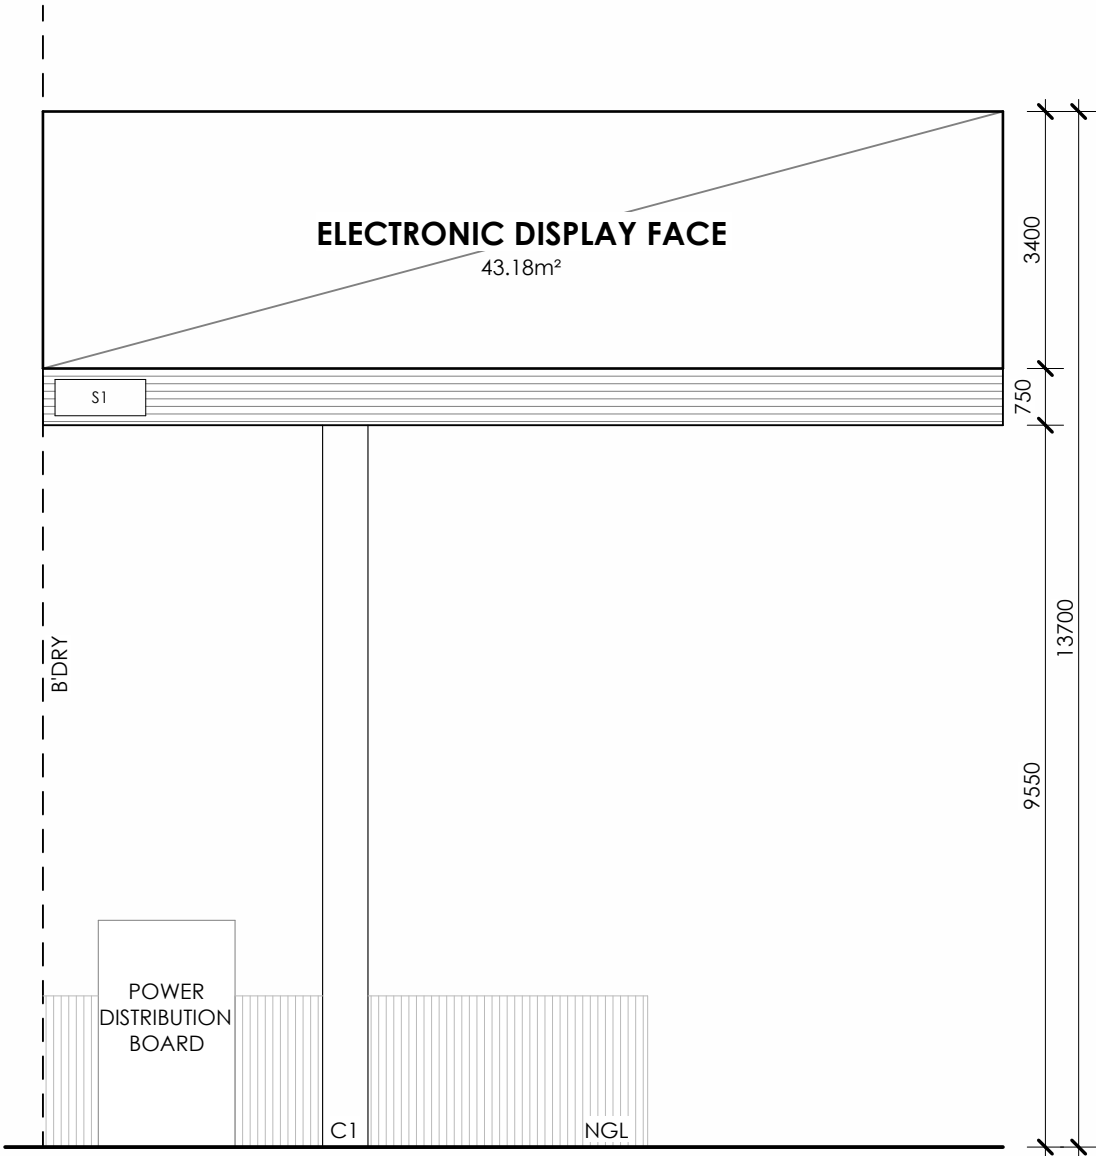 ELECTRONIC DISPLAY FACE
43.18m²
3400
S1
750
B'DRY
13700
9550
POWER
DISTRIBUTION
BOARD
C1
NGL